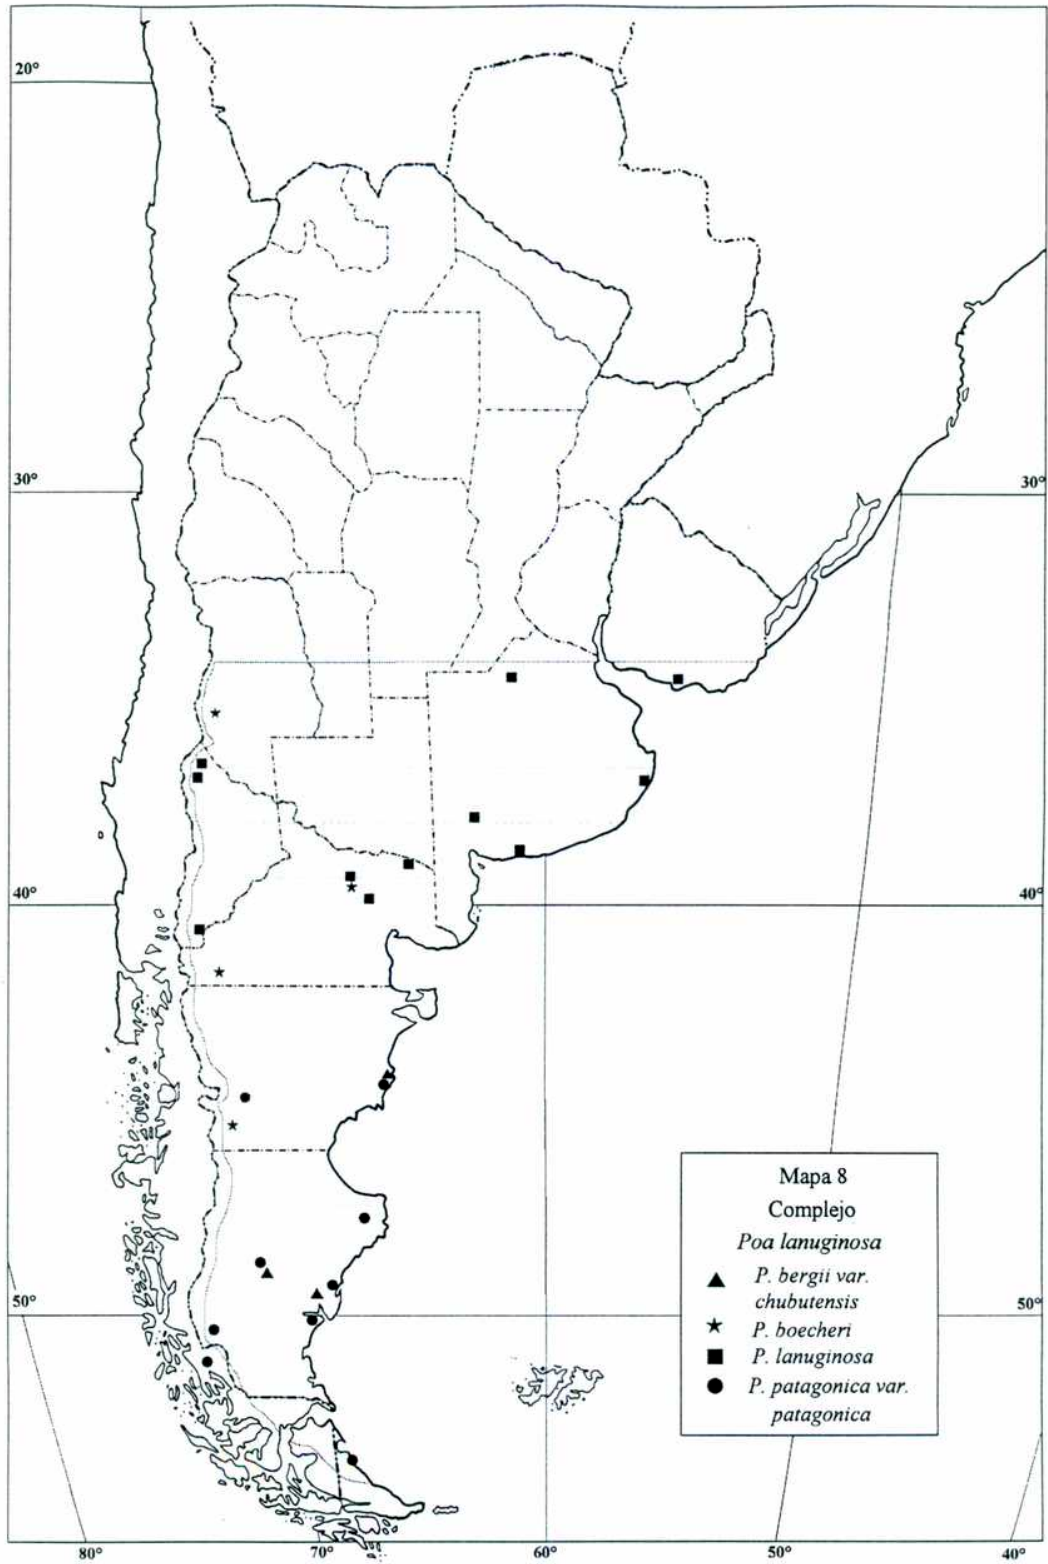 20°
30°
30°
40°
40°
50°
50°
Mapa 8
Complejo
Poa lanuginosa
P. bergii var.
chubutensis
P. boecheri
P. lanuginosa
P. patagonica var.
patagonica
80°
70°
60°
50°
40°